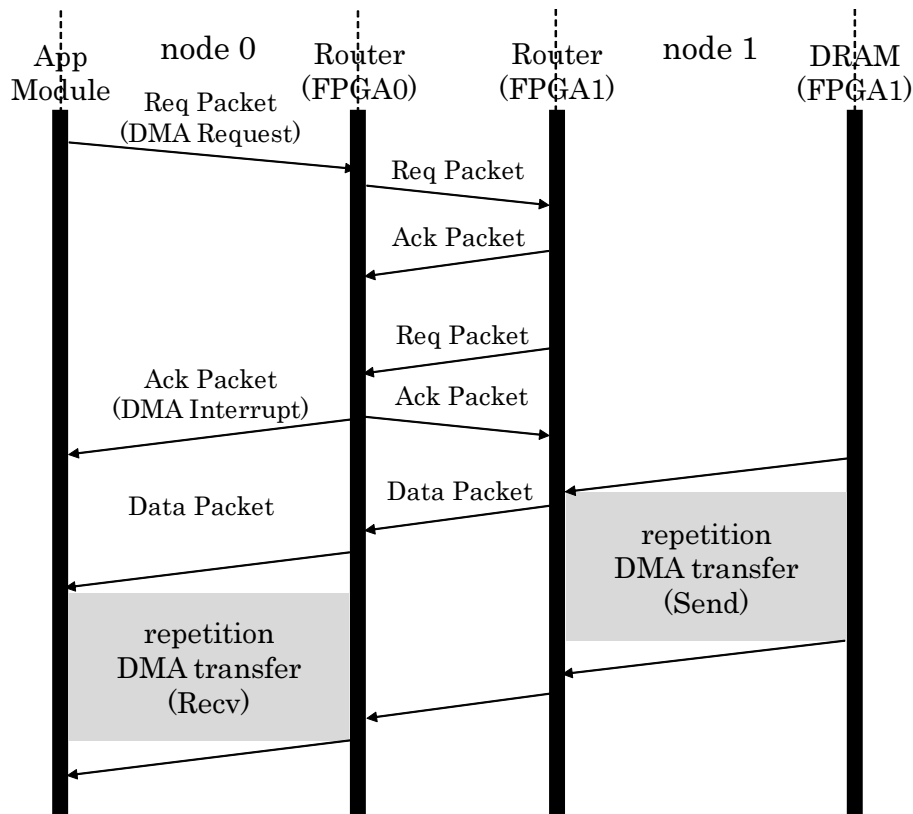 node 0
node 1
App
Module
Router
(FPGA0)
Router
(FPGA1)
DRAM
(FPGA1)
Req Packet
(DMA Request)
Req Packet
Ack Packet
Req Packet
Ack Packet
(DMA Interrupt)
Ack Packet
Data Packet
Data Packet
repetition
DMA transfer
(Send)
repetition
DMA transfer
(Recv)